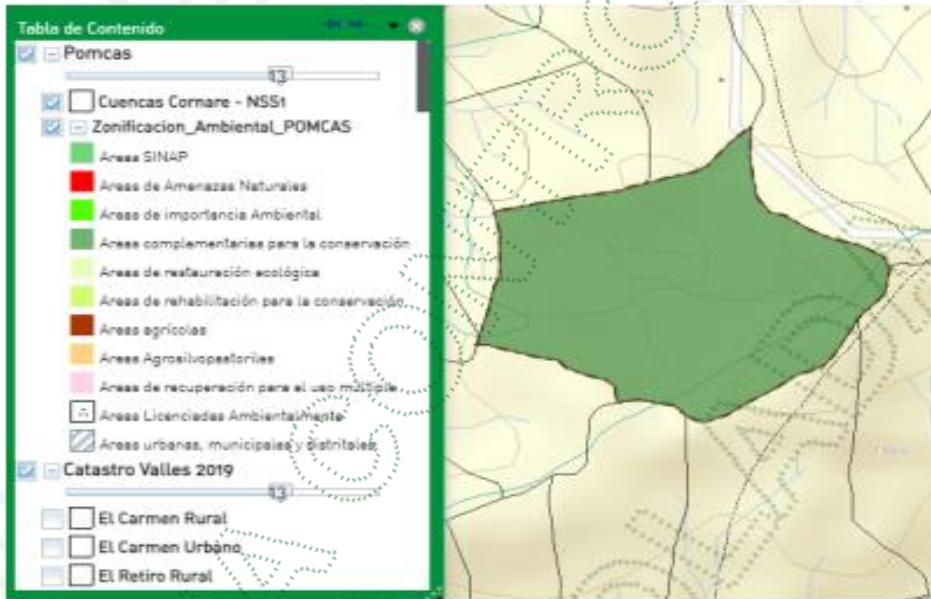 Tabla de Contenido
Pomcas
13
Cuencas Cornare - NSS1
Zonificacion_Ambiental_POMCAS
Areas SINAP
Areas de Amenazas Naturales
Areas de importancia Ambiental
Areas complementarias para la conservación
Areas de restauración ecológica
Areas de rehabilitación para la conservación
Areas agrícolas
Areas Agrosilvopastoriles
Areas de recuperación para el uso múltiple
Areas Licenciadas Ambientalmente
Areas urbanas, municipales y distritales
Catastro Valles 2019
13
El Carmen Rural
El Carmen Urbano
El Retiro Rural